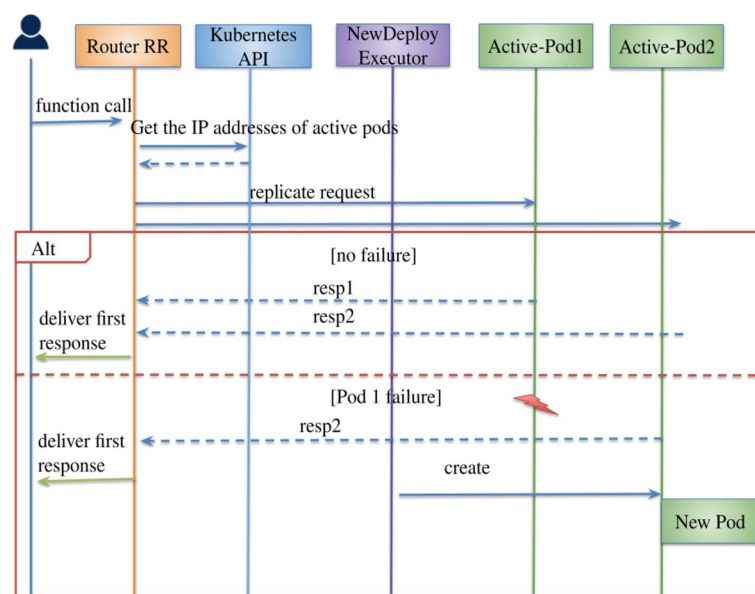 Router RR
Kubernetes
API
NewDeploy
Executor
Active-Pod1
Active-Pod2
function call
Get the IP addresses of active pods
replicate request
Alt
[no failure]
resp1
resp2
deliver first
response
[Pod 1 failure]
resp2
deliver first
response
create
New Pod